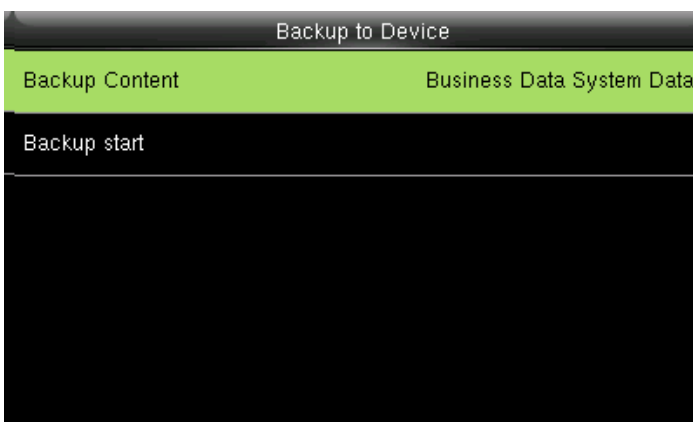 Backup to Device
Backup Content Business Data System Data
Backup start